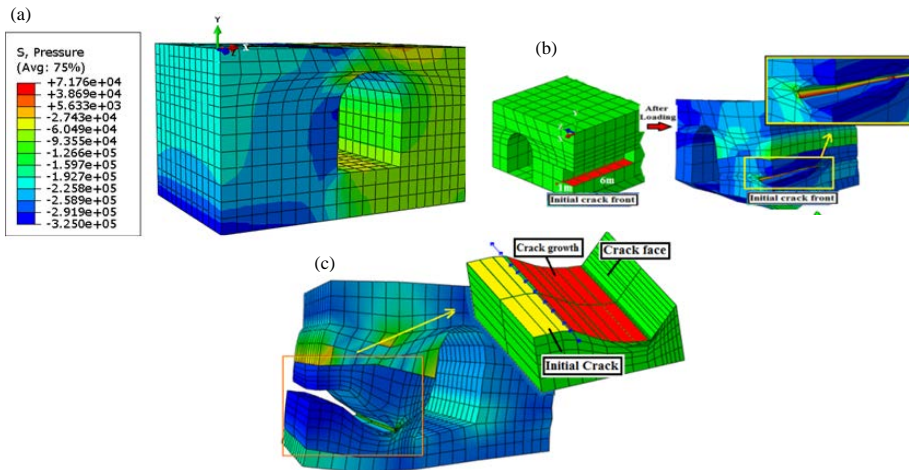 (a)
S, Pressure
(Avg: 75%)
+7.176e+04
+3.869e+04
+5.633e+03
-2.743e+04
-6.049e+04
-9.355e+04
-1.266e+05
-1.597e+05
-1.927e+05
-2.258e+05
-2.589e+05
-2.919e+05
-3.250e+05
Y
X
(b)
After
Loading
1m
6m
Initial crack front
Initial crack front
(c)
Crack growth
Crack face
Initial Crack